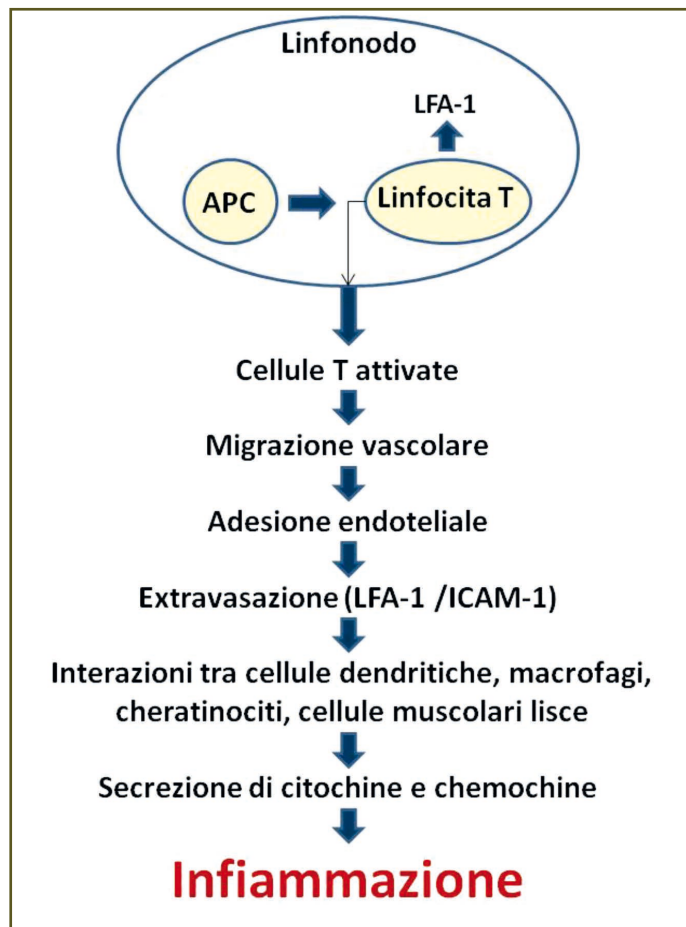 Linfonodo
LFA-1
APC
Linfocita T
Cellule T attivate
Migrazione vascolare
Adesione endoteliale
Extravasazione (LFA-1 /ICAM-1)
Interazioni tra cellule dendritiche, macrofagi,
cheratinociti, cellule muscolari lisce
Secrezione di citochine e chemochine
Infiammazione